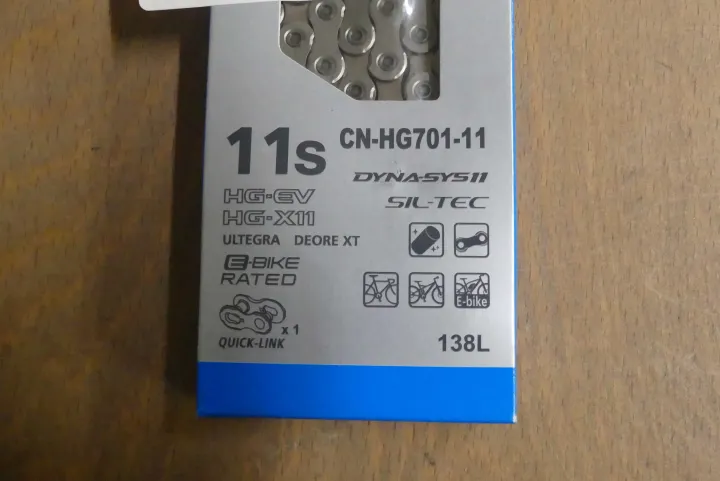 11s CN-HG701-11
DYNA-SYS11
HG-EV
SIL-TEC
HG-X11
ULTEGRA DEORE XT
E-BIKE
RATED
E-bike
x 1
QUICK-LINK
138L